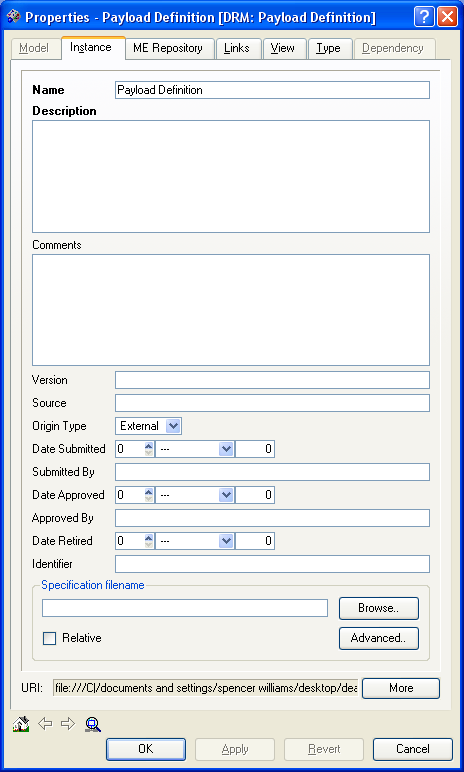 Properties - Payload Definition [DRM: Payload Definition]
Model Instance ME Repository Links View Type Dependency
Name Payload Definition
Description
Comments
Version
Source
Origin Type External
Date Submitted 0 --- 0
Submitted By
Date Approved 0 --- 0
Approved By
Date Retired 0 --- 0
Identifier
Specification filename
Browse..
Relative Advanced..
URI: file:///C|/documents and settings/spencer williams/desktop/dea More
OK Apply Revert Cancel